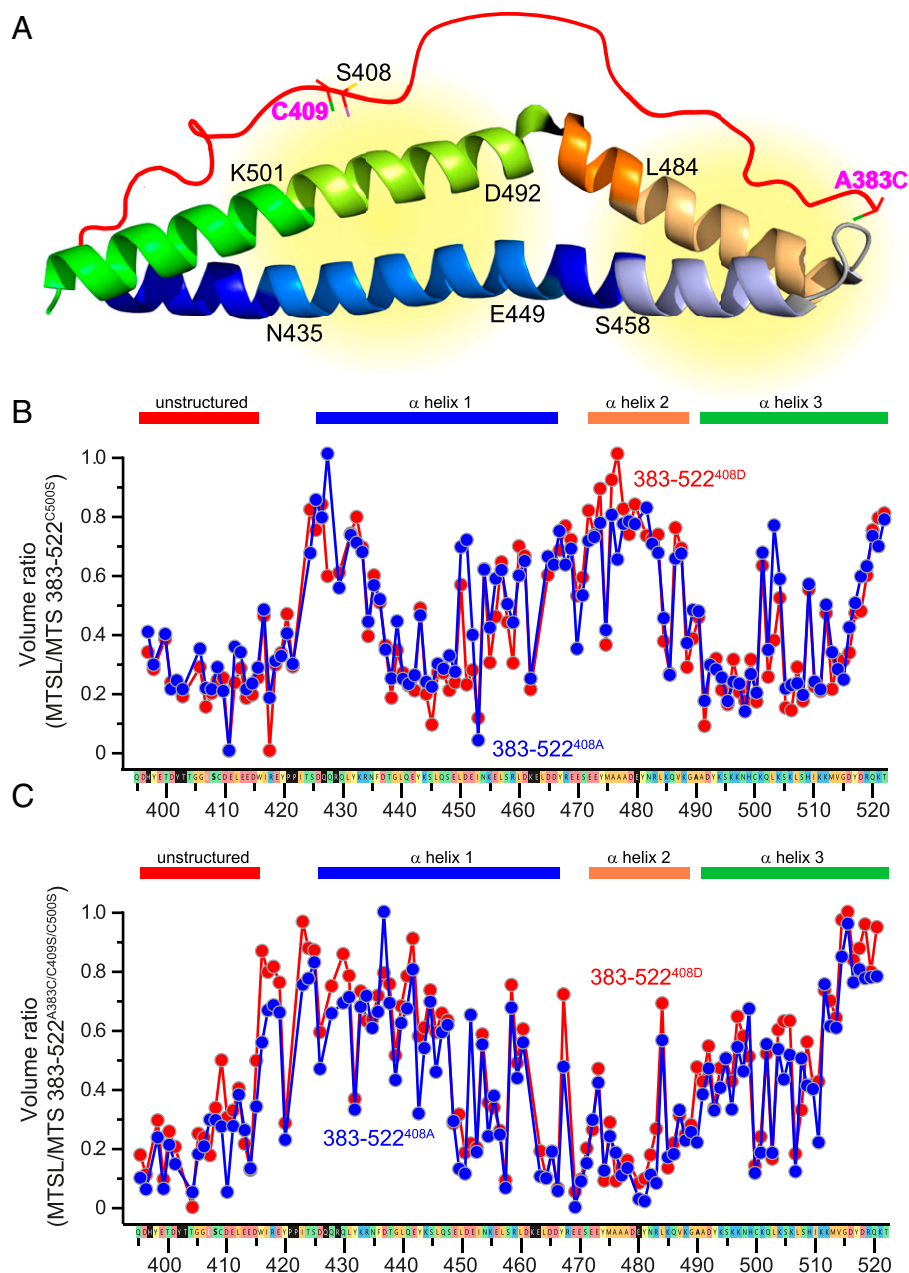 A
S408
C409
K501
L484
A383C
D492
N435
E449
S458
B
unstructured
α helix 1
α helix 2
α helix 3
Volume ratio
(MTSL/MTS 383-522C500S)
1.0
0.8
0.6
0.4
0.2
0
383-522408D
383-522408A
QDHYETDYTTGGESCDELEEDWIREYPPITSDQQRQLYKRNFDTGLQEYKSLQSELDEINKELSRLDKELDDYREESEEYMAAADEYNRLKQVKGAADYKSKKNHCKQLKSKLSHIKKMVGDYDRQKT
400 410 420 430 440 450 460 470 480 490 500 510 520
C
unstructured
α helix 1
α helix 2
α helix 3
Volume ratio
(MTSL/MTS 383-522A383C/C409S/C500S)
1.0
0.8
0.6
0.4
0.2
0
383-522408D
383-522408A
QDHYETDYTTGGESCDELEEDWIREYPPITSDQQRQLYKRNFDTGLQEYKSLQSELDEINKELSRLDKELDDYREESEEYMAAADEYNRLKQVKGAADYKSKKNHCKQLKSKLSHIKKMVGDYDRQKT
400 410 420 430 440 450 460 470 480 490 500 510 520